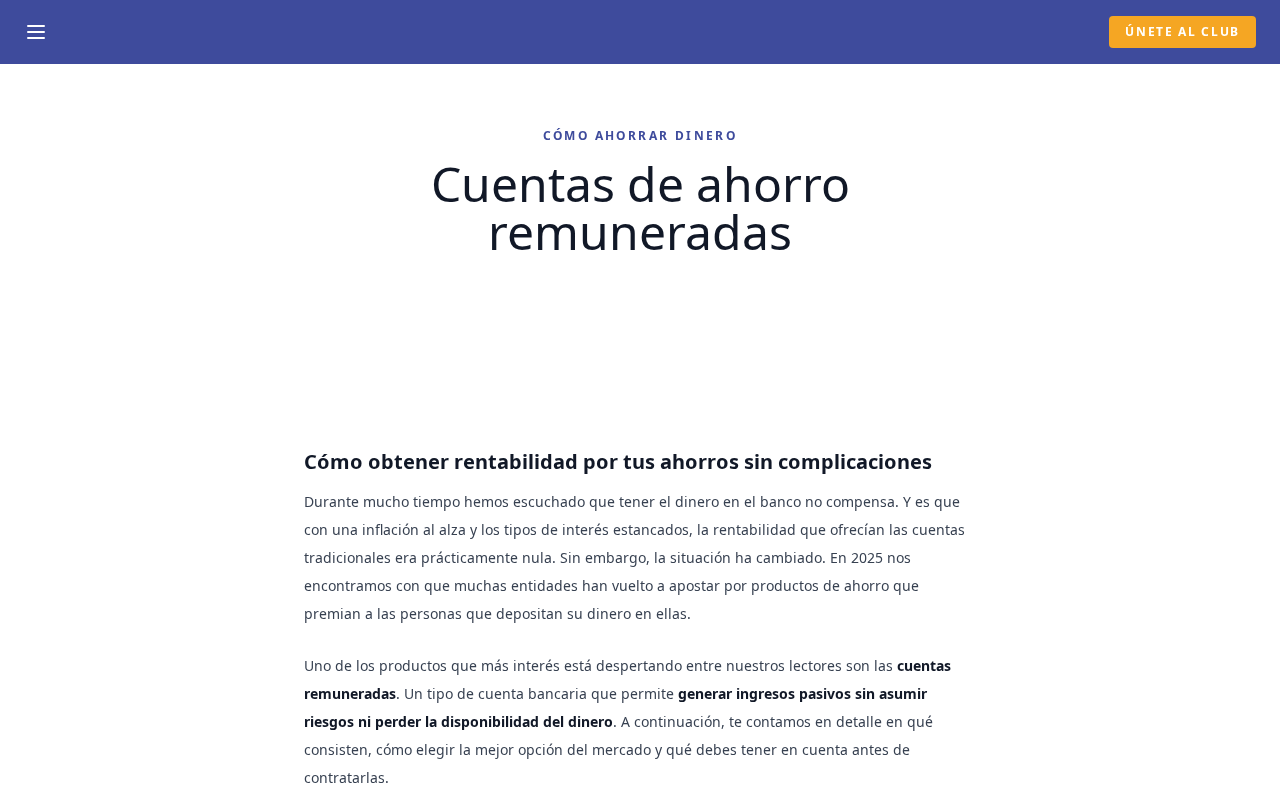 ÚNETE AL CLUB
CÓMO AHORRAR DINERO
Cuentas de ahorro
remuneradas
Cómo obtener rentabilidad por tus ahorros sin complicaciones
Durante mucho tiempo hemos escuchado que tener el dinero en el banco no compensa. Y es que
con una inflación al alza y los tipos de interés estancados, la rentabilidad que ofrecían las cuentas
tradicionales era prácticamente nula. Sin embargo, la situación ha cambiado. En 2025 nos
encontramos con que muchas entidades han vuelto a apostar por productos de ahorro que
premian a las personas que depositan su dinero en ellas.
Uno de los productos que más interés está despertando entre nuestros lectores son las cuentas
remuneradas. Un tipo de cuenta bancaria que permite generar ingresos pasivos sin asumir
riesgos ni perder la disponibilidad del dinero. A continuación, te contamos en detalle en qué
consisten, cómo elegir la mejor opción del mercado y qué debes tener en cuenta antes de
contratarlas.